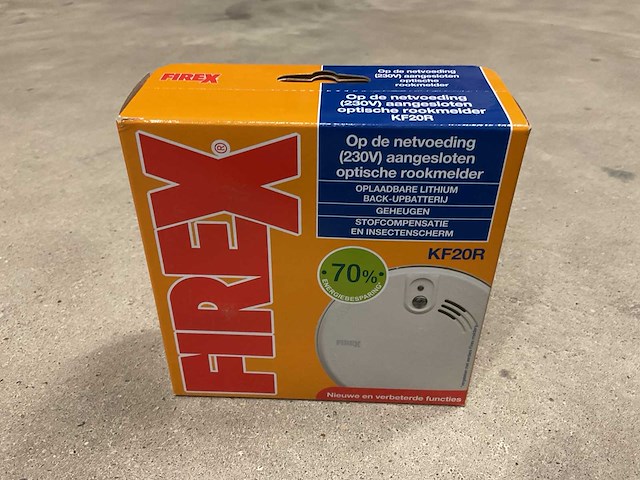 FIREX
Op de netvoeding
(230V) aangesloten
optische
rookmelder
Op de netvoeding
(230V) aangesloten
optische rookmelder
KF20R
FIREX®
Op de netvoeding
(230V) aangesloten
optische rookmelder
OPLAADBARE LITHIUM
BACK-UPBATTERIJ
GEHEUGEN
STOFCOMPENSATIE
EN INSECTENSCHERM
KF20R
70%
ENERGIEBESPARING
FIREX
Nieuwe en verbeterde functies